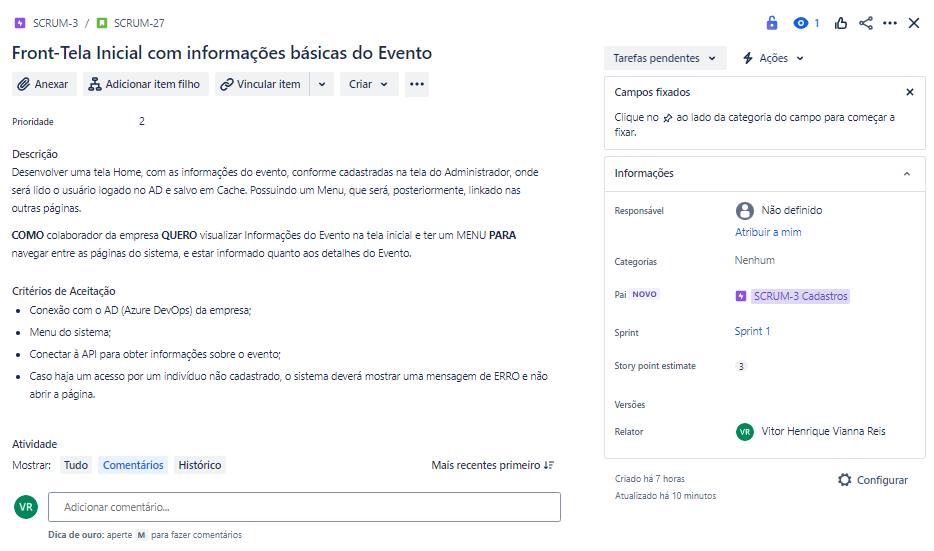 SCRUM-3 / SCRUM-27
1
Front-Tela Inicial com informações básicas do Evento
Anexar
Adicionar item filho
Vincular item
Criar
Prioridade 2
Descrição
Desenvolver uma tela Home, com as informações do evento, conforme cadastradas na tela do Administrador, onde
será lido o usuário logado no AD e salvo em Cache. Possuindo um Menu, que será, posteriormente, linkado nas
outras páginas.
COMO colaborador da empresa QUERO visualizar Informações do Evento na tela inicial e ter um MENU PARA
navegar entre as páginas do sistema, e estar informado quanto aos detalhes do Evento.
Critérios de Aceitação
• Conexão com o AD (Azure DevOps) da empresa;
• Menu do sistema;
• Conectar à API para obter informações sobre o evento;
• Caso haja um acesso por um indivíduo não cadastrado, o sistema deverá mostrar uma mensagem de ERRO e não
abrir a página.
Atividade
Mostrar: Tudo Comentários Histórico Mais recentes primeiro
VR Adicionar comentário...
Dica de ouro: aperte M para fazer comentários
Tarefas pendentes
Ações
Campos fixados
Clique no ao lado da categoria do campo para começar a
fixar.
Informações
Responsável Não definido
Atribuir a mim
Categorias Nenhum
Pai NOVO SCRUM-3 Cadastros
Sprint Sprint 1
Story point estimate 3
Versões
Relator VR Vitor Henrique Vianna Reis
Criado há 7 horas
Atualizado há 10 minutos
Configurar